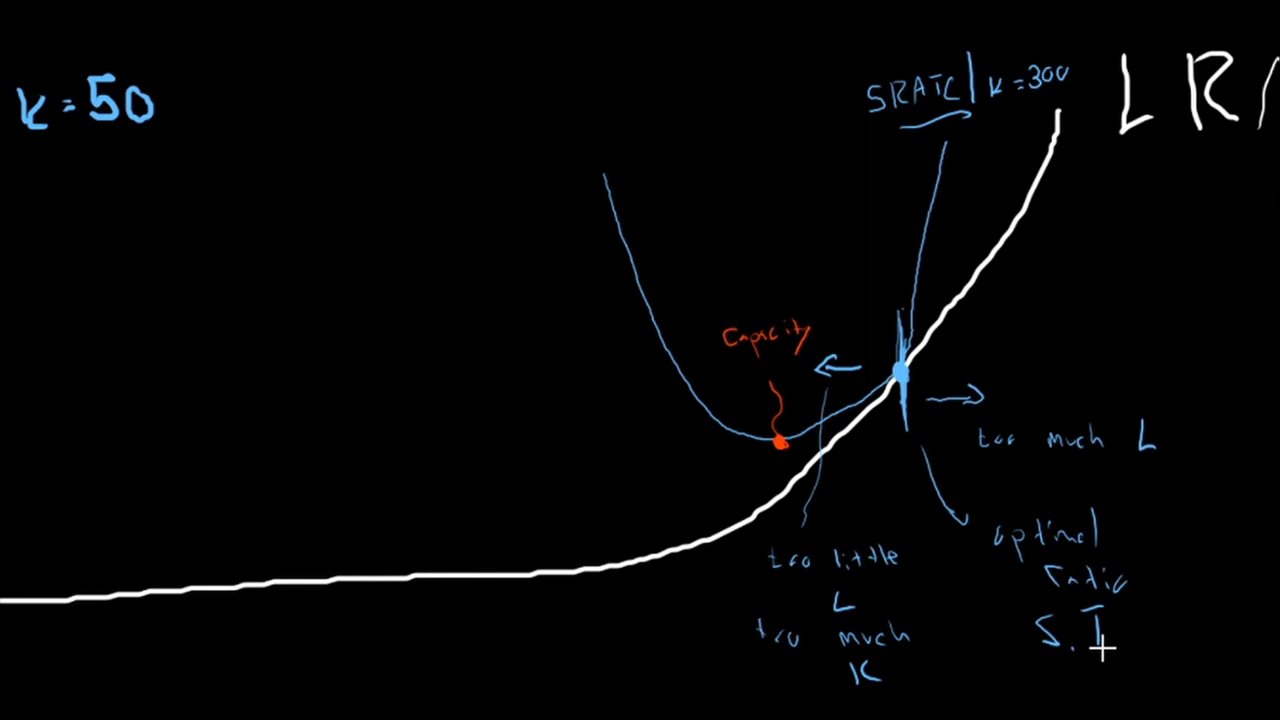 K=50
SRATC| K=300
LR
Capacity
too much L
too little
L
too much
K
optimal
ratio
S.T